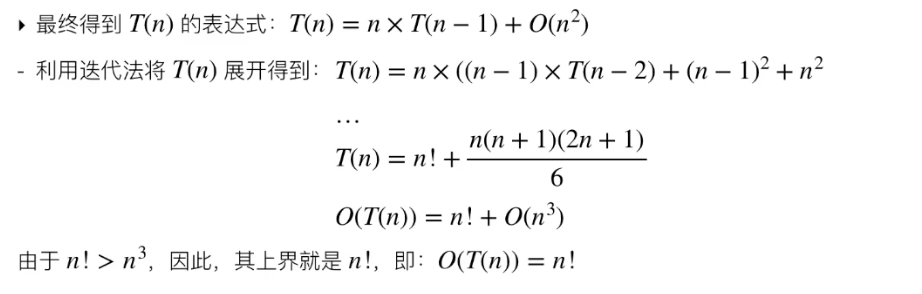 ‣ 最终得到 T(n) 的表达式：T(n) = n × T(n − 1) + O(n²)
- 利用迭代法将 T(n) 展开得到：T(n) = n × ((n − 1) × T(n − 2) + (n − 1)² + n²
…
T(n) = n! + n(n + 1)(2n + 1)/6
O(T(n)) = n! + O(n³)
由于 n! > n³，因此，其上界就是 n!，即：O(T(n)) = n!